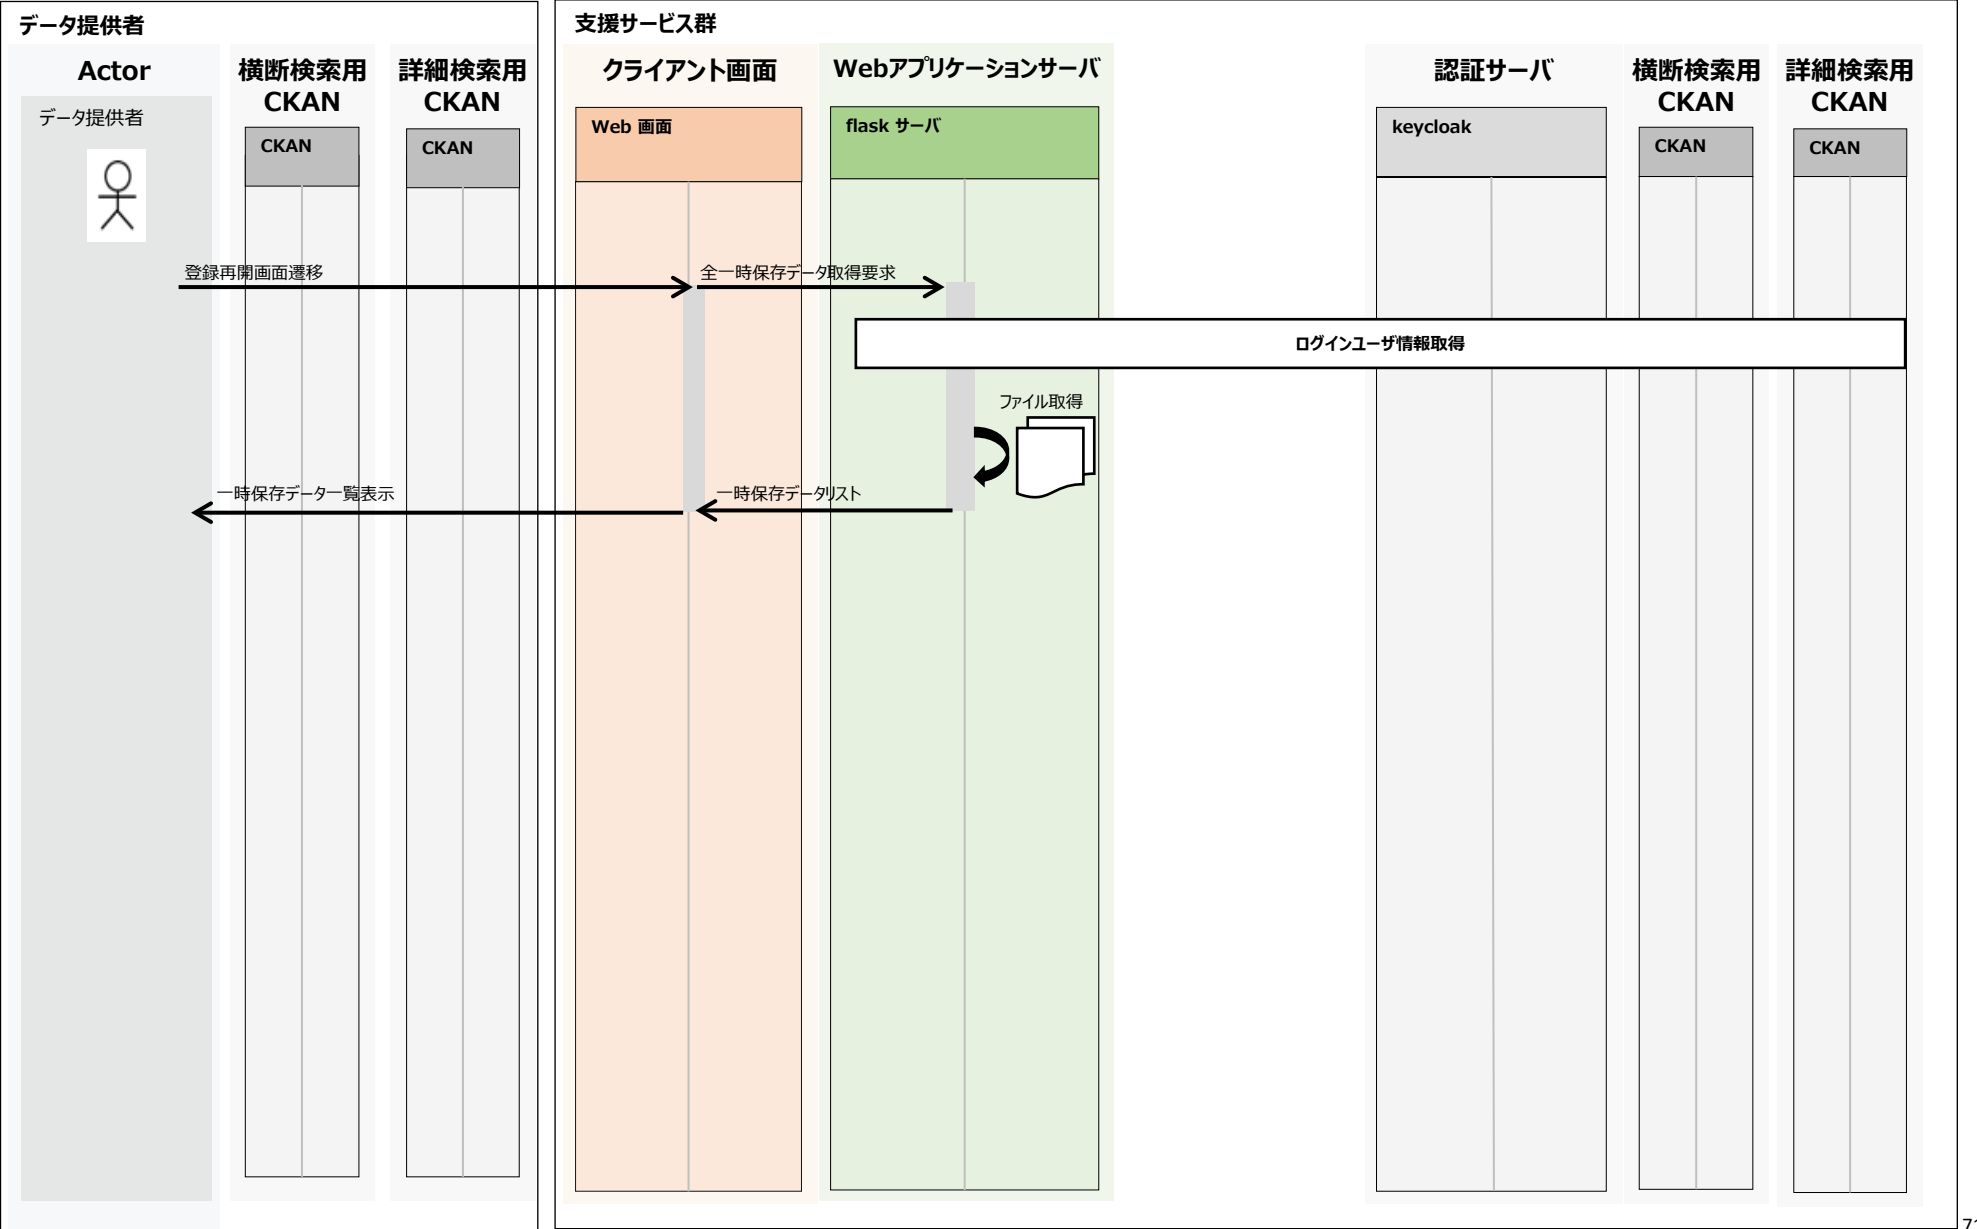 データ提供者
支援サービス群
Actor
横断検索用
CKAN
詳細検索用
CKAN
クライアント画面
Webアプリケーションサーバ
認証サーバ
横断検索用
CKAN
詳細検索用
CKAN
データ提供者
CKAN
CKAN
Web 画面
flask サーバ
keycloak
CKAN
CKAN
登録再開画面遷移
全一時保存データ取得要求
ログインユーザ情報取得
ファイル取得
一時保存データ一覧表示
一時保存データリスト